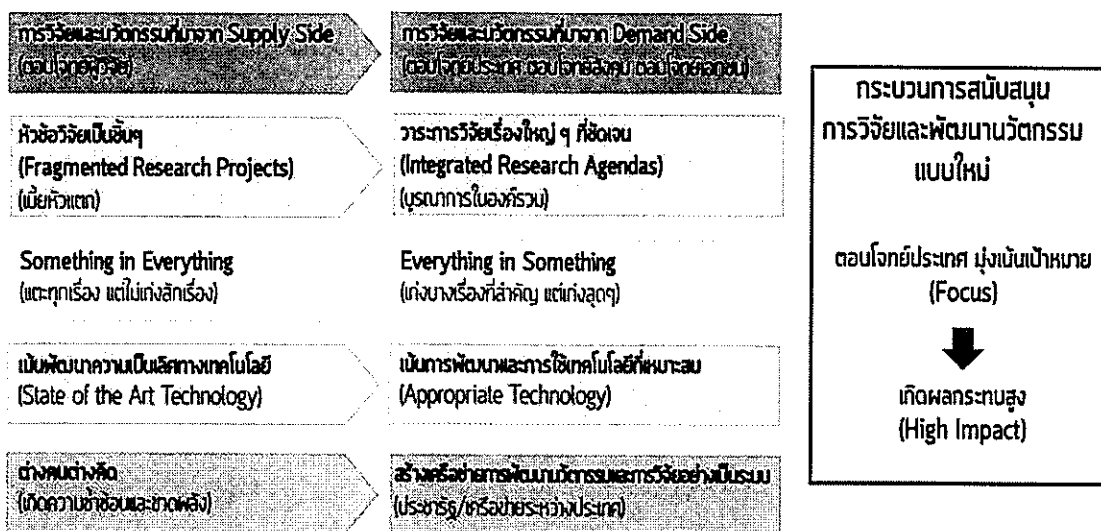 การวิจัยและนวัตกรรมที่มาจาก Supply Side
(ตอบโจทย์ผู้วิจัย)
การวิจัยและนวัตกรรมที่มาจาก Demand Side
(ตอบโจทย์ประเทศ ตอบโจทย์สังคม ตอบโจทย์เอกชน)
หัวข้อวิจัยเป็นชิ้นๆ
(Fragmented Research Projects)
(เบี้ยหัวแตก)
วาระการวิจัยเรื่องใหญ่ ๆ ที่ชัดเจน
(Integrated Research Agendas)
(บูรณาการในองค์รวม)
Something in Everything
(แตะทุกเรื่อง แต่ไม่เก่งสักเรื่อง)
Everything in Something
(เก่งบางเรื่องที่สำคัญ แต่เก่งสุดๆ)
เน้นพัฒนาความเป็นเลิศทางเทคโนโลยี
(State of the Art Technology)
เน้นการพัฒนาและการใช้เทคโนโลยีที่เหมาะสม
(Appropriate Technology)
ต่างคนต่างคิด
(เกิดความซ้ำซ้อนและขาดพลัง)
สร้างเครือข่ายการพัฒนานวัตกรรมและการวิจัยอย่างเป็นระบบ
(ประชารัฐ/เครือข่ายระหว่างประเทศ)
กระบวนการสนับสนุน
การวิจัยและพัฒนานวัตกรรม
แบบใหม่
ตอบโจทย์ประเทศ มุ่งเน้นเป้าหมาย
(Focus)
เกิดผลกระทบสูง
(High Impact)